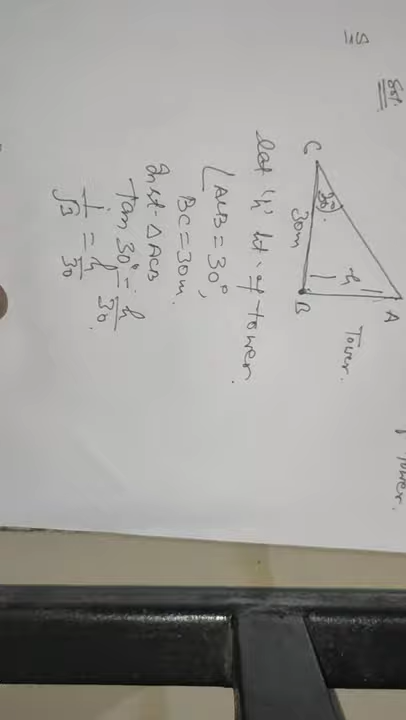 Sol.
A
h
Tower.
C
30°
30m
B
let 'h' ht. of tower.
∠ACB = 30°,
BC = 30m.
In rt. △ACB
Tan 30° = h/30.
1/√3 = h/30